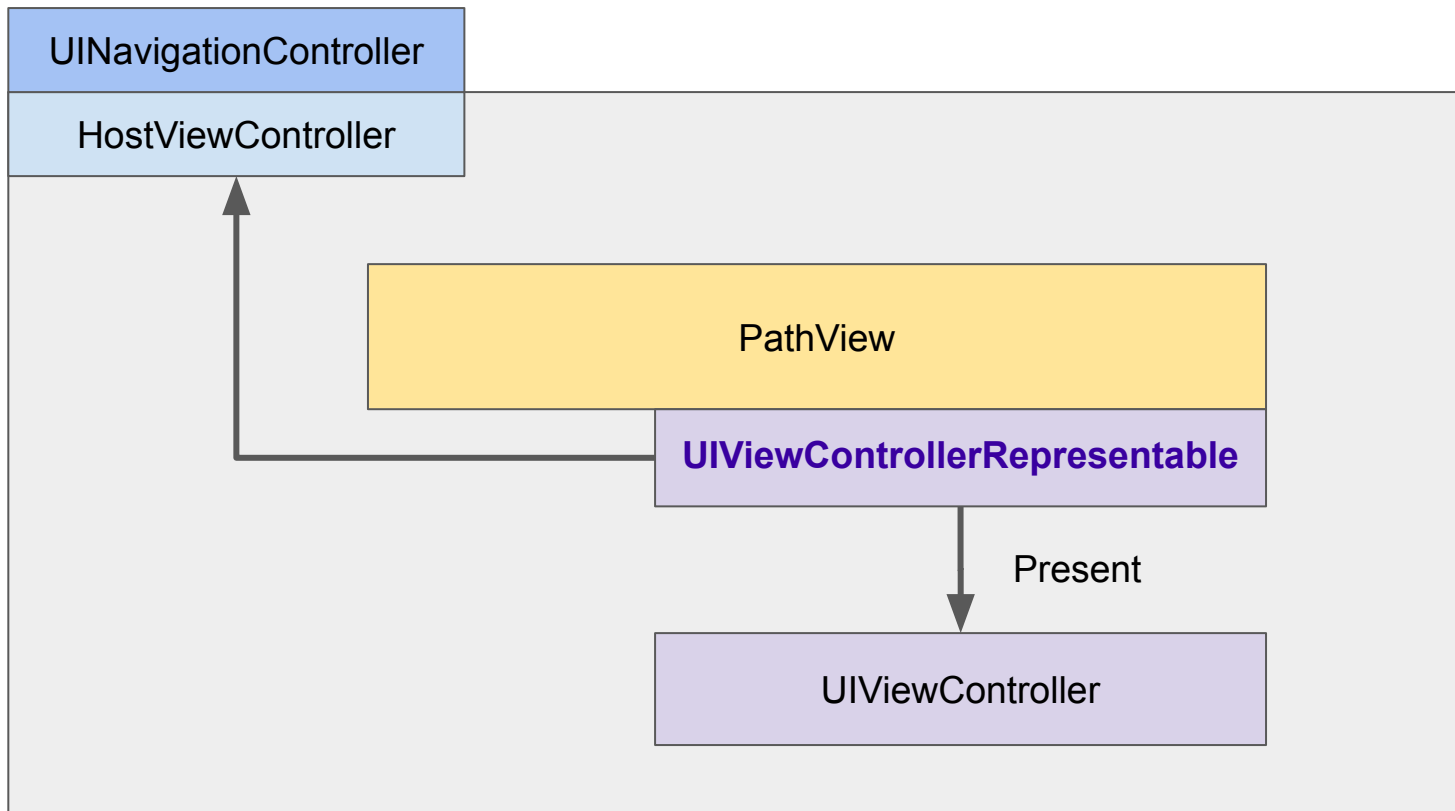 UINavigationController
HostViewController
PathView
UIViewControllerRepresentable
Present
UIViewController